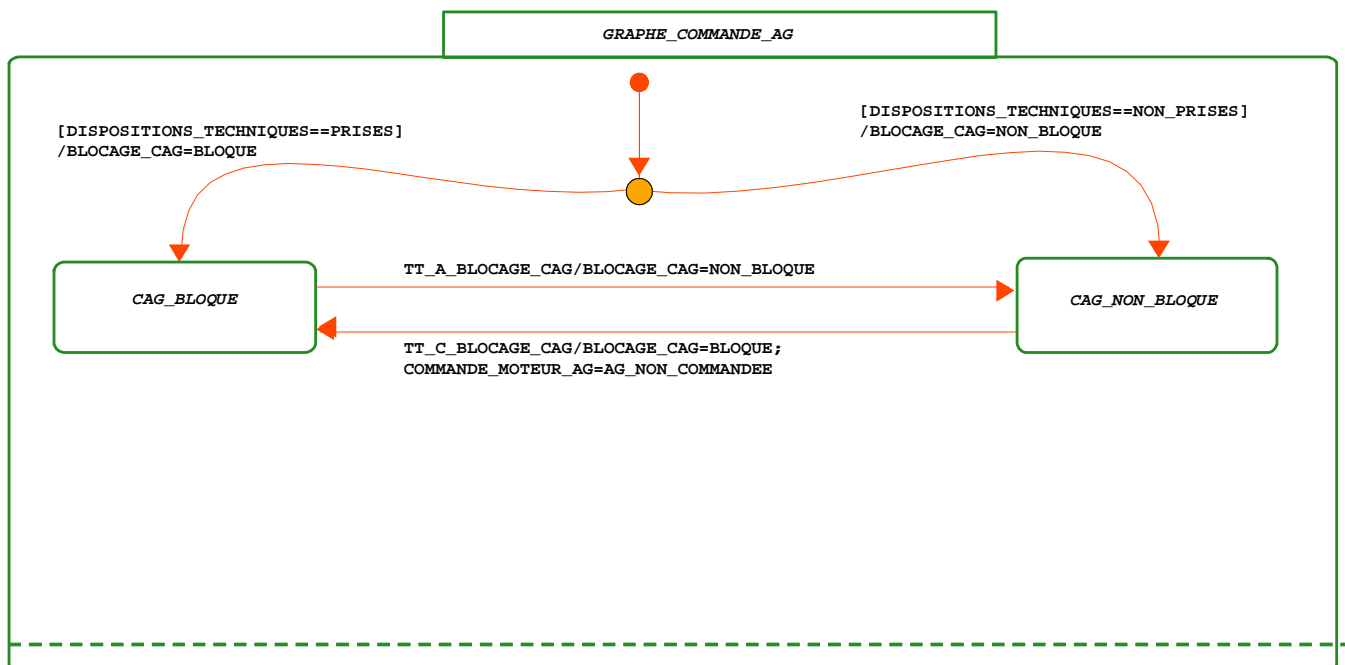 GRAPHE_COMMANDE_AG
[DISPOSITIONS_TECHNIQUES==PRISES]
/BLOCAGE_CAG=BLOQUE
[DISPOSITIONS_TECHNIQUES==NON_PRISES]
/BLOCAGE_CAG=NON_BLOQUE
CAG_BLOQUE
TT_A_BLOCAGE_CAG/BLOCAGE_CAG=NON_BLOQUE
CAG_NON_BLOQUE
TT_C_BLOCAGE_CAG/BLOCAGE_CAG=BLOQUE;
COMMANDE_MOTEUR_AG=AG_NON_COMMANDEE